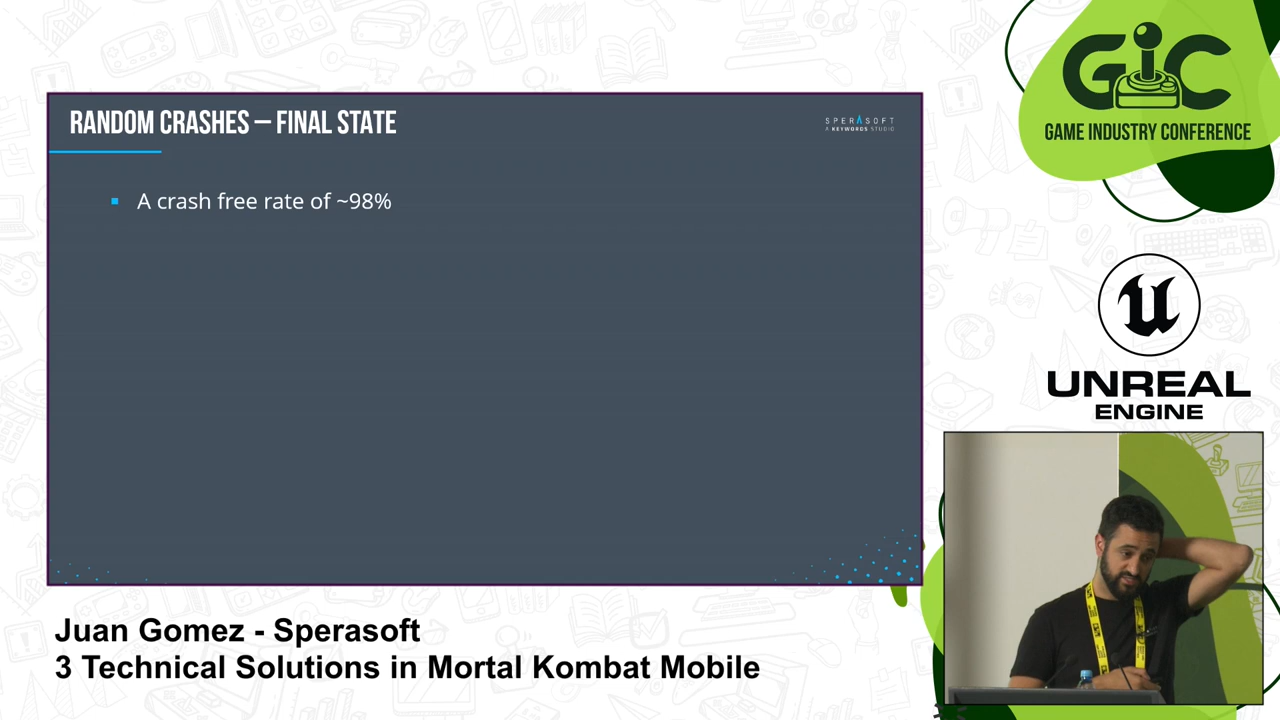 RANDOM CRASHES – FINAL STATE
SPERASOFT
A KEYWORDS STUDIO
A crash free rate of ~98%
GIC
GAME INDUSTRY CONFERENCE
UNREAL
ENGINE
Juan Gomez - Sperasoft
3 Technical Solutions in Mortal Kombat Mobile